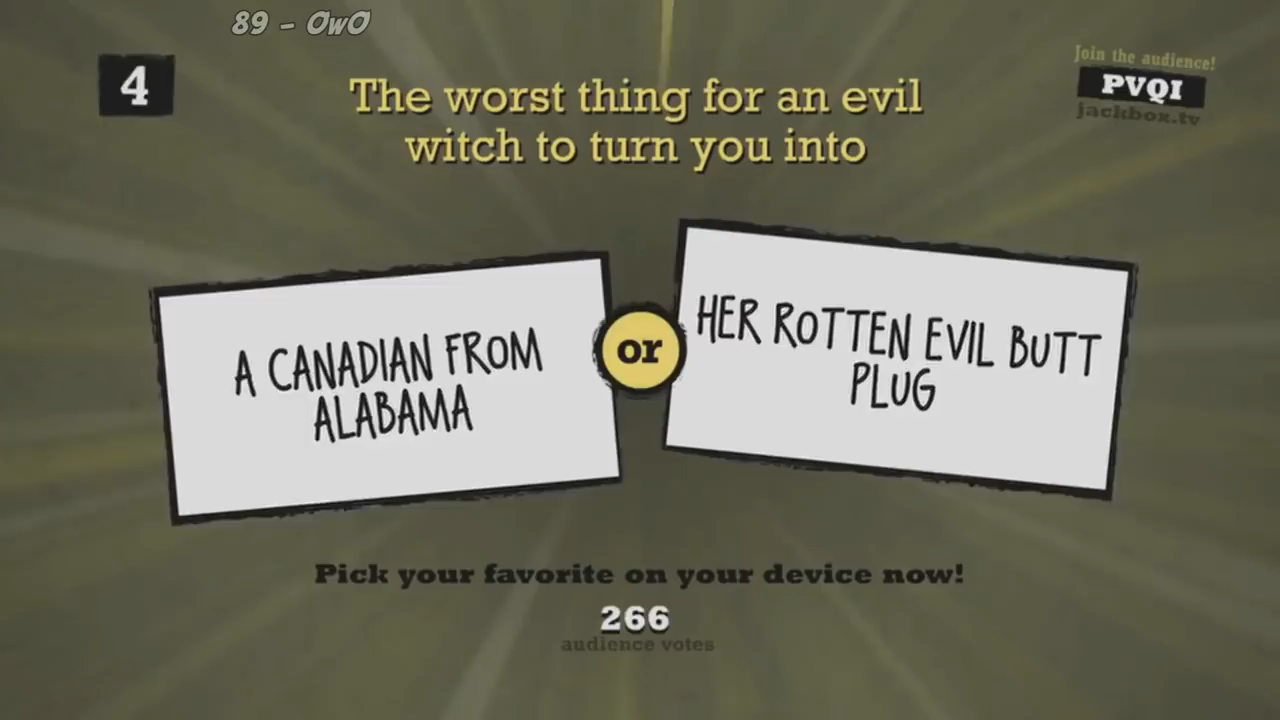 89 - OwO
4
Join the audience!
PVQI
jackbox.tv
The worst thing for an evil
witch to turn you into
A CANADIAN FROM
ALABAMA
or
HER ROTTEN EVIL BUTT
PLUG
Pick your favorite on your device now!
266
audience votes